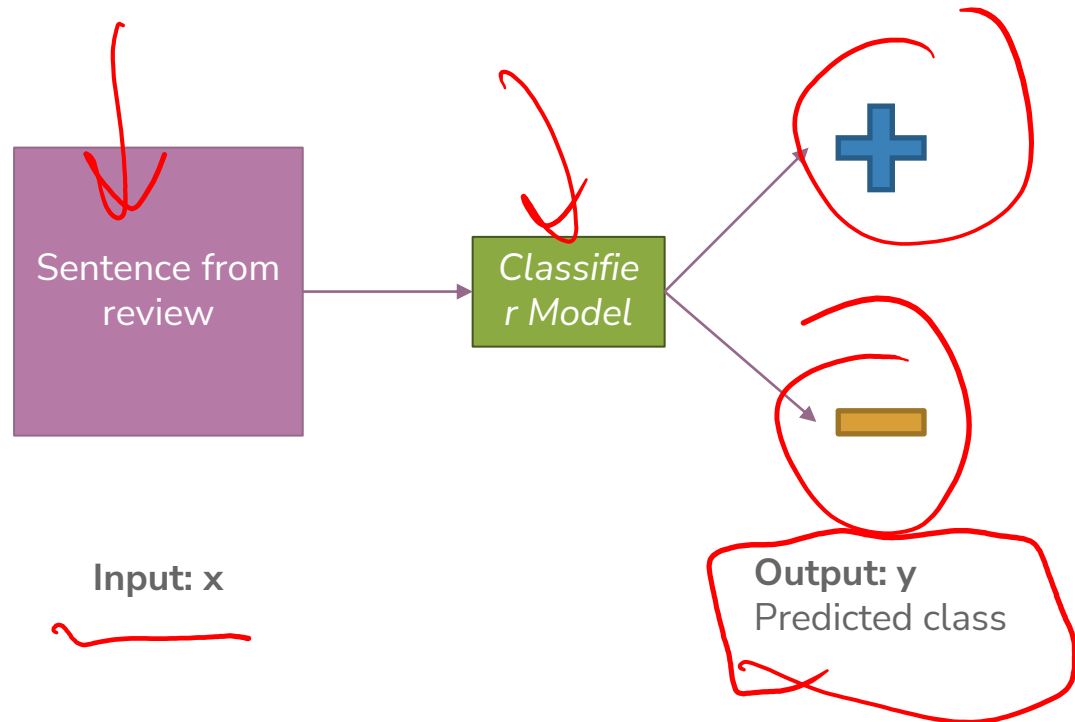 Sentence from
review
Classifie
r Model
Input: x
Output: y
Predicted class